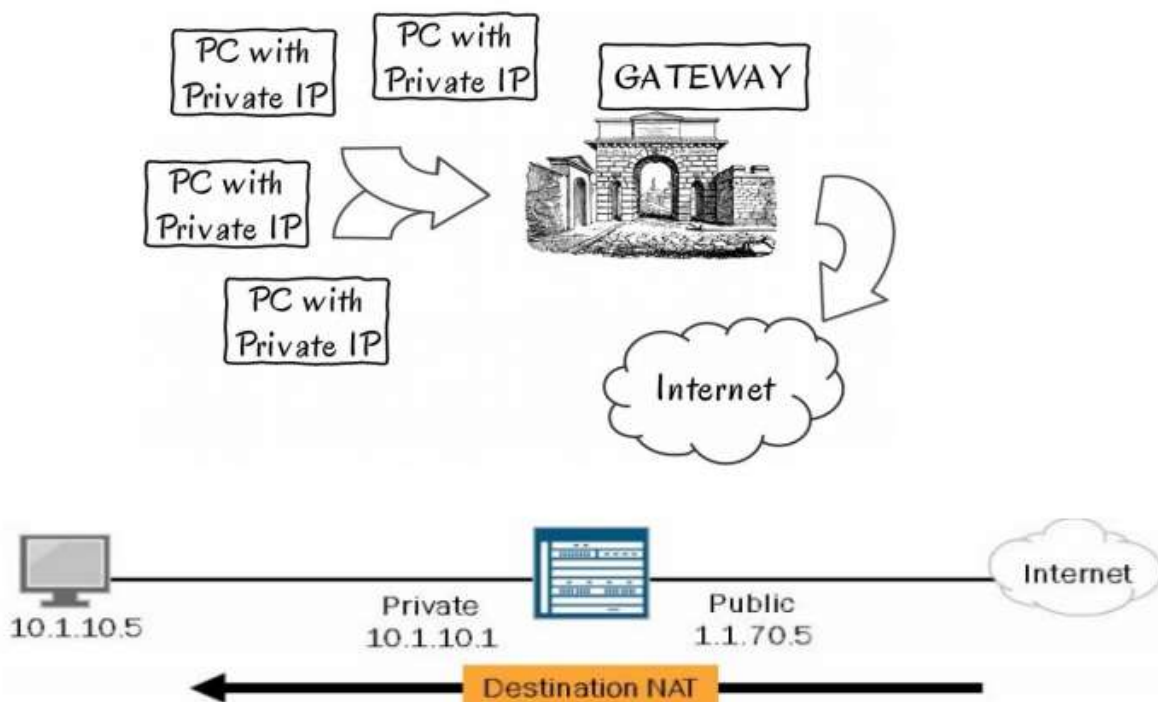 PC with
Private IP
PC with
Private IP
GATEWAY
PC with
Private IP
PC with
Private IP
Internet
Internet
10.1.10.5
Private
10.1.10.1
Public
1.1.70.5
Destination NAT